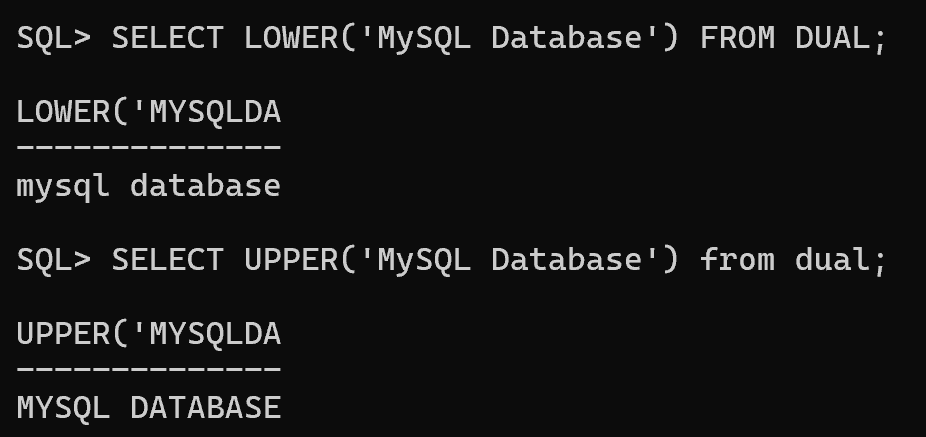 SQL> SELECT LOWER('MySQL Database') FROM DUAL;
LOWER('MYSQLDA
--------------
mysql database
SQL> SELECT UPPER('MySQL Database') from dual;
UPPER('MYSQLDA
--------------
MYSQL DATABASE